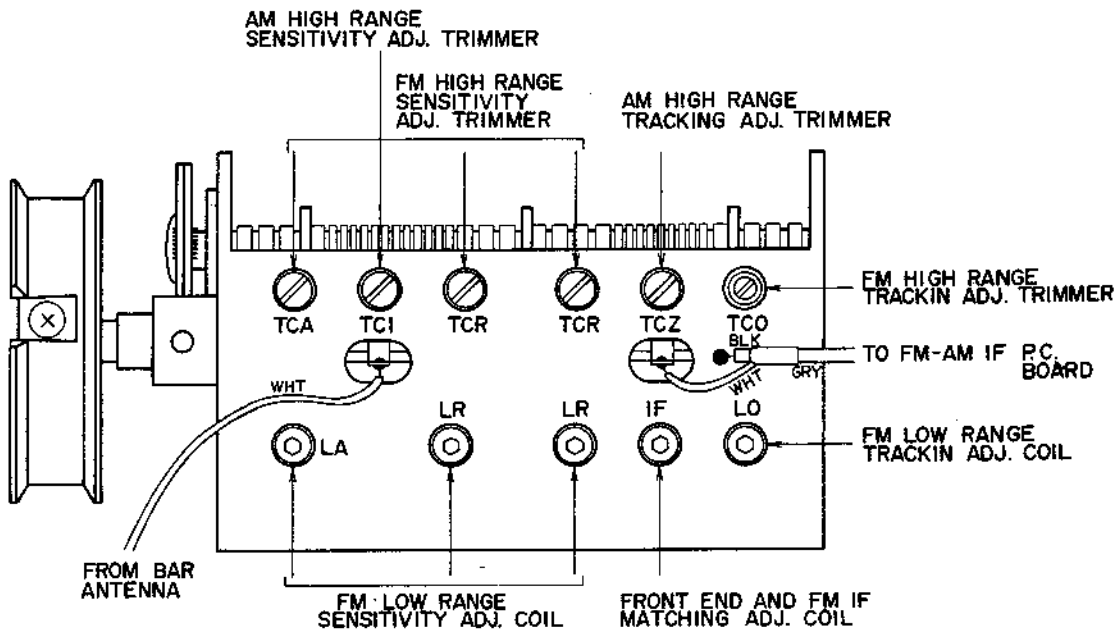 AM HIGH RANGE
SENSITIVITY ADJ. TRIMMER
FM HIGH RANGE
SENSITIVITY
ADJ. TRIMMER
AM HIGH RANGE
TRACKING ADJ. TRIMMER
TCA
TC1
TCR
TCR
TCZ
TCO
FM HIGH RANGE
TRACKIN ADJ. TRIMMER
BLK
WHT
GRY
TO FM-AM IF P.C.
BOARD
WHT
LA
LR
LR
IF
LO
FM LOW RANGE
TRACKIN ADJ. COIL
FROM BAR
ANTENNA
FM LOW RANGE
SENSITIVITY ADJ. COIL
FRONT END AND FM IF
MATCHING ADJ. COIL